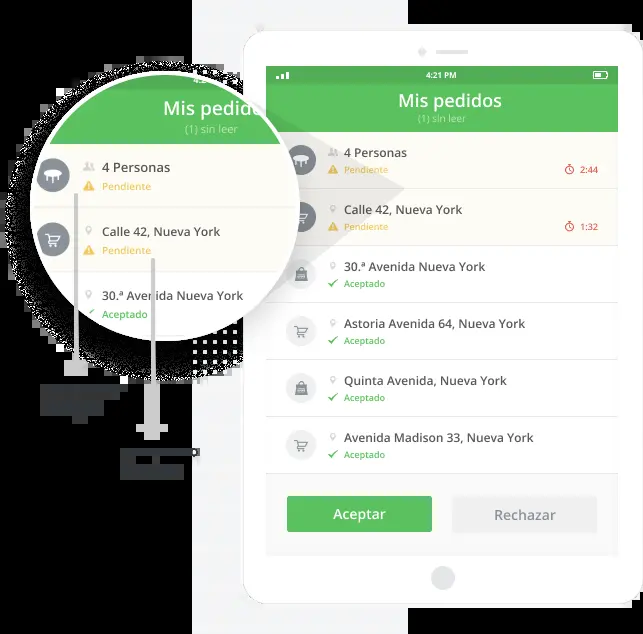 4:21 PM
Mis pedidos
(1) sin leer
4 Personas
Pendiente
2:44
Calle 42, Nueva York
Pendiente
1:32
30.ª Avenida Nueva York
Aceptado
Astoria Avenida 64, Nueva York
Aceptado
Quinta Avenida, Nueva York
Aceptado
Avenida Madison 33, Nueva York
Aceptado
Aceptar
Rechazar
Mis pedido
(1) sin leer
4 Personas
Pendiente
Calle 42, Nueva York
Pendiente
30.ª Avenida Nueva York
Aceptado